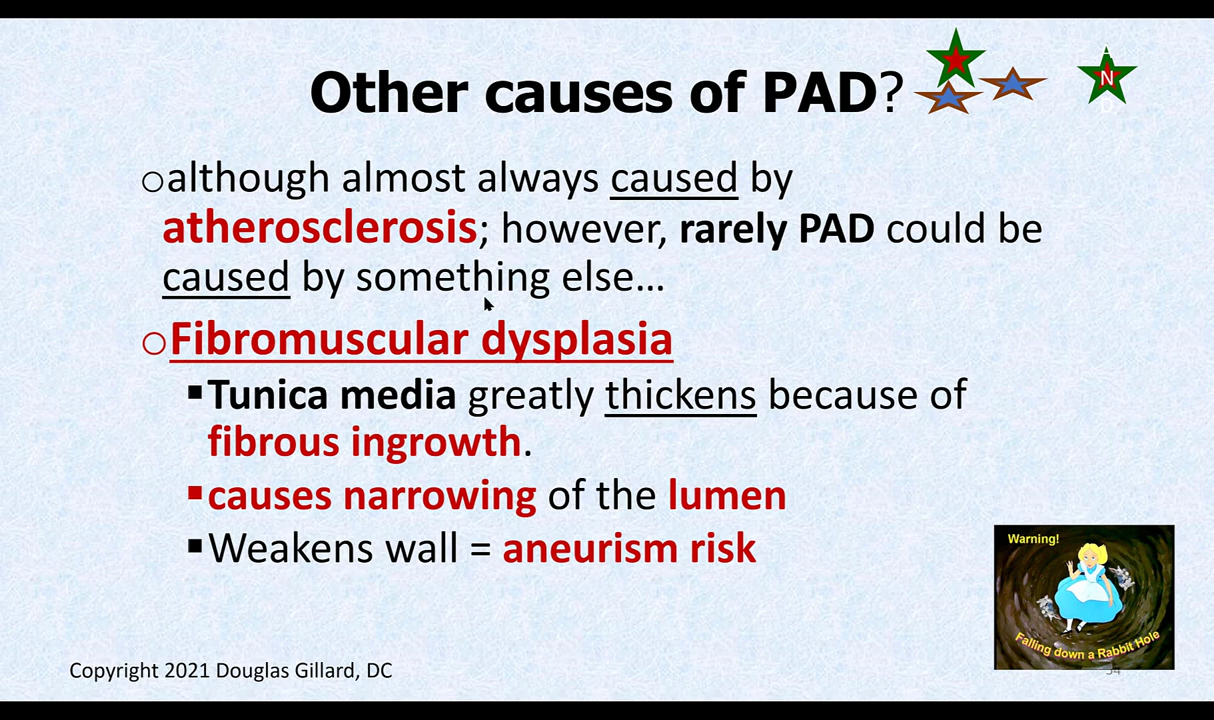 Other causes of PAD?
N
○although almost always caused by
atherosclerosis; however, rarely PAD could be
caused by something else…
○Fibromuscular dysplasia
▪Tunica media greatly thickens because of
fibrous ingrowth.
▪causes narrowing of the lumen
▪Weakens wall = aneurism risk
Warning!
Falling down a Rabbit Hole
Copyright 2021 Douglas Gillard, DC